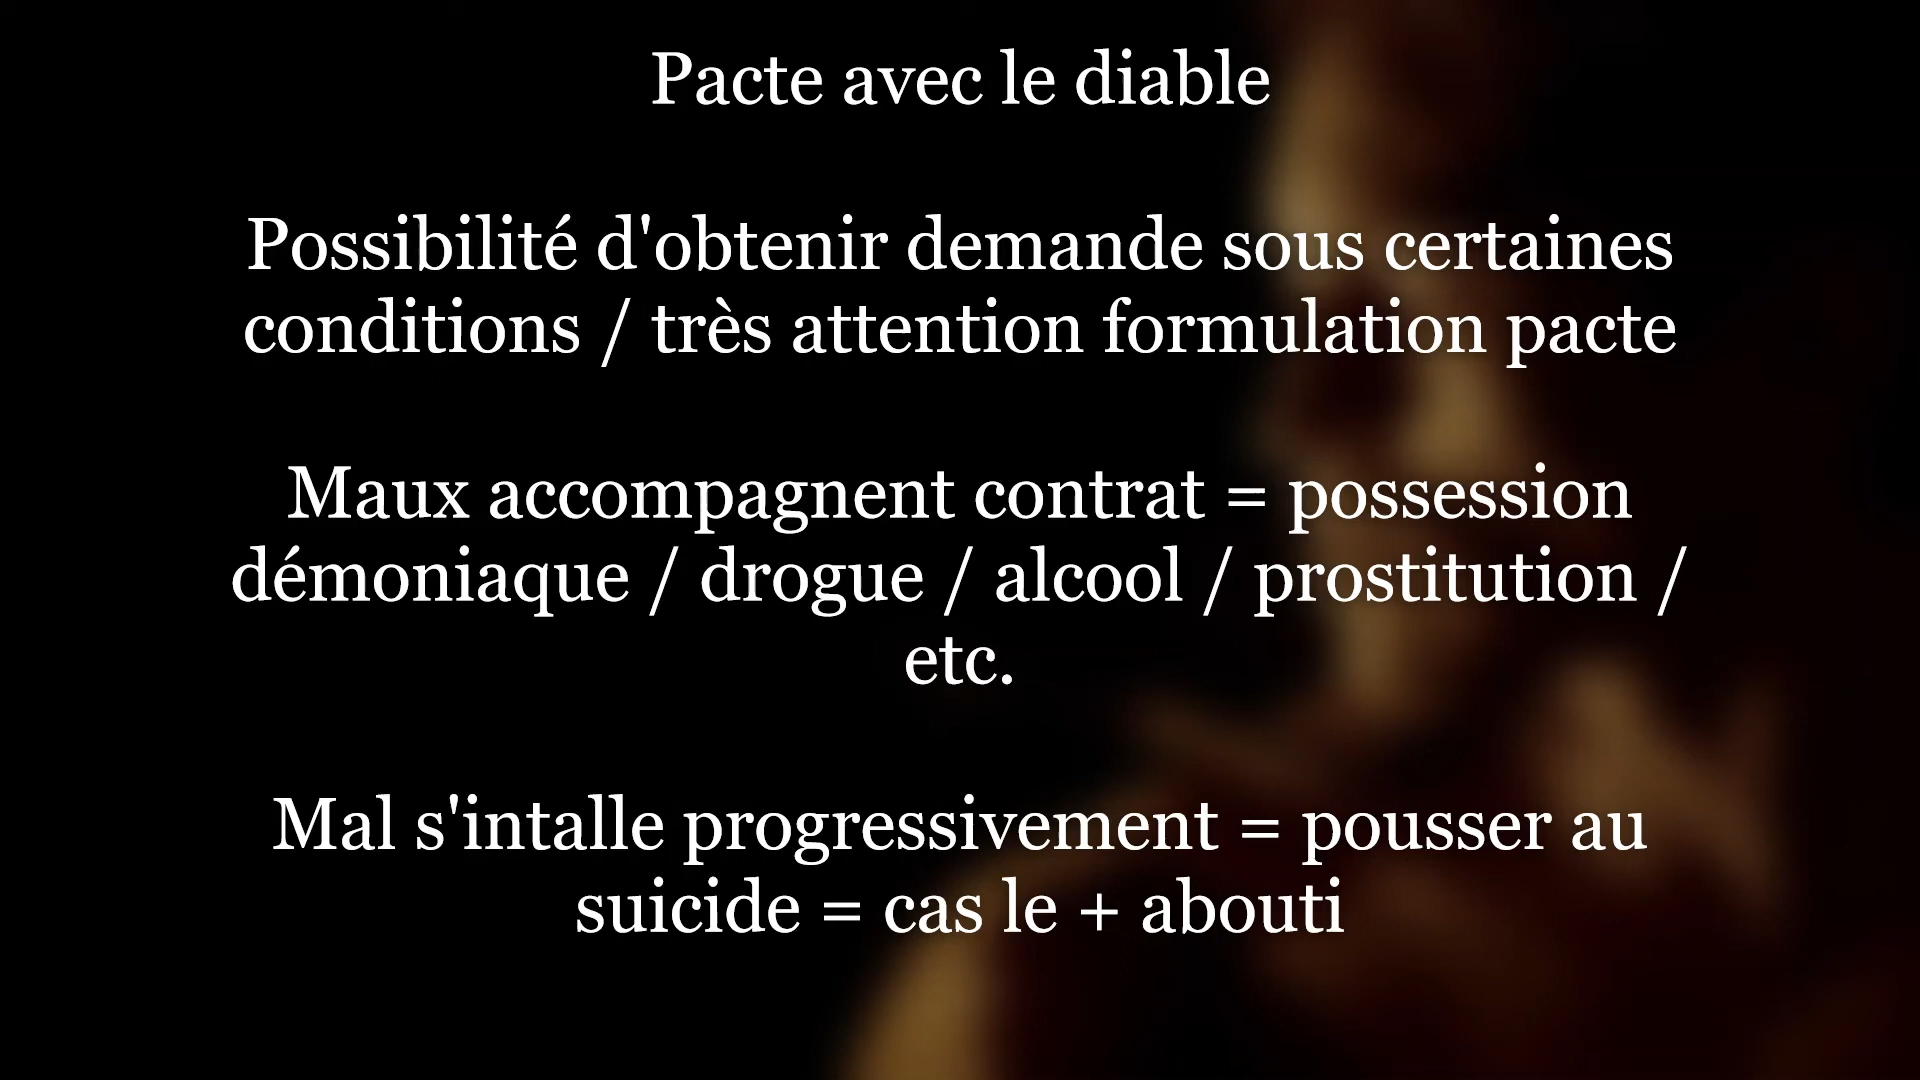 Pacte avec le diable
Possibilité d'obtenir demande sous certaines
conditions / très attention formulation pacte
Maux accompagnent contrat = possession
démoniaque / drogue / alcool / prostitution /
etc.
Mal s'intalle progressivement = pousser au
suicide = cas le + abouti